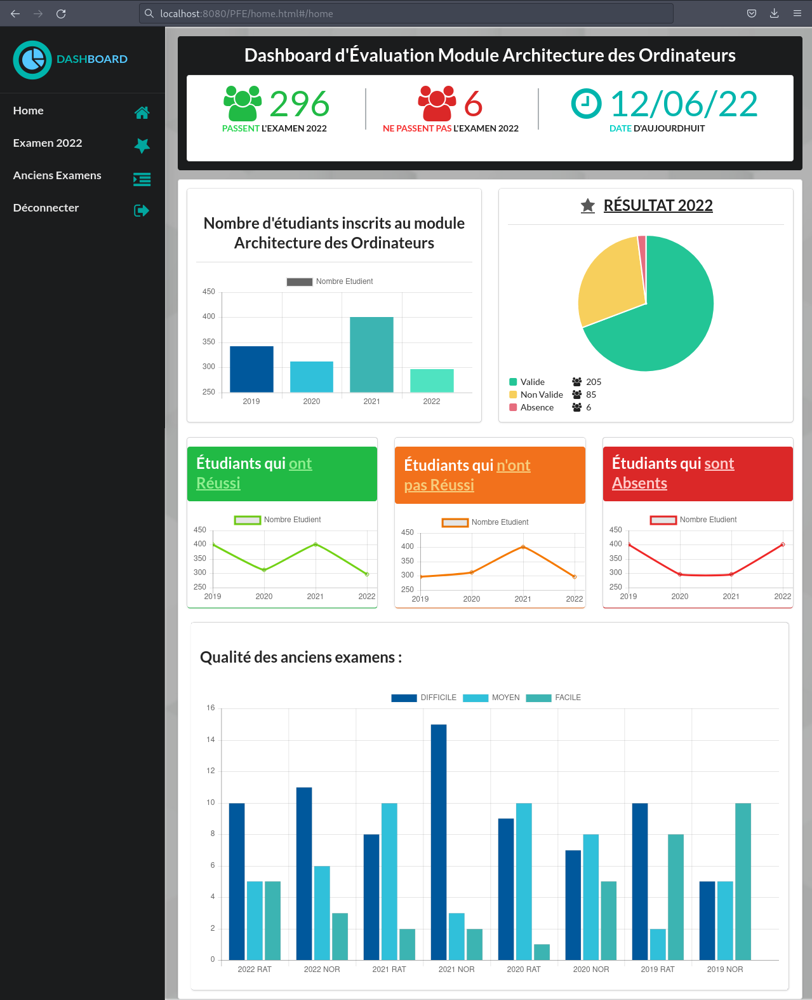 localhost:8080/PFE/home.html#/home
DASHBOARD
Home
Examen 2022
Anciens Examens
Déconnecter
Dashboard d'Évaluation Module Architecture des Ordinateurs
296
PASSENT L'EXAMEN 2022
6
NE PASSENT PAS L'EXAMEN 2022
12/06/22
DATE D'AUJOURDHUIT
Nombre d'étudiants inscrits au module
Architecture des Ordinateurs
Nombre Etudient
450
400
350
300
250
2019 2020 2021 2022
RÉSULTAT 2022
Valide 205
Non Valide 85
Absence 6
Étudiants qui ont
Réussi
Nombre Etudient
450
400
350
300
250
2019 2020 2021 2022
Étudiants qui n'ont
pas Réussi
Nombre Etudient
450
400
350
300
250
2019 2020 2021 2022
Étudiants qui sont
Absents
Nombre Etudient
450
400
350
300
250
2019 2020 2021 2022
Qualité des anciens examens :
DIFFICILE MOYEN FACILE
16
14
12
10
8
6
4
2
0
2022 RAT 2022 NOR 2021 RAT 2021 NOR 2020 RAT 2020 NOR 2019 RAT 2019 NOR